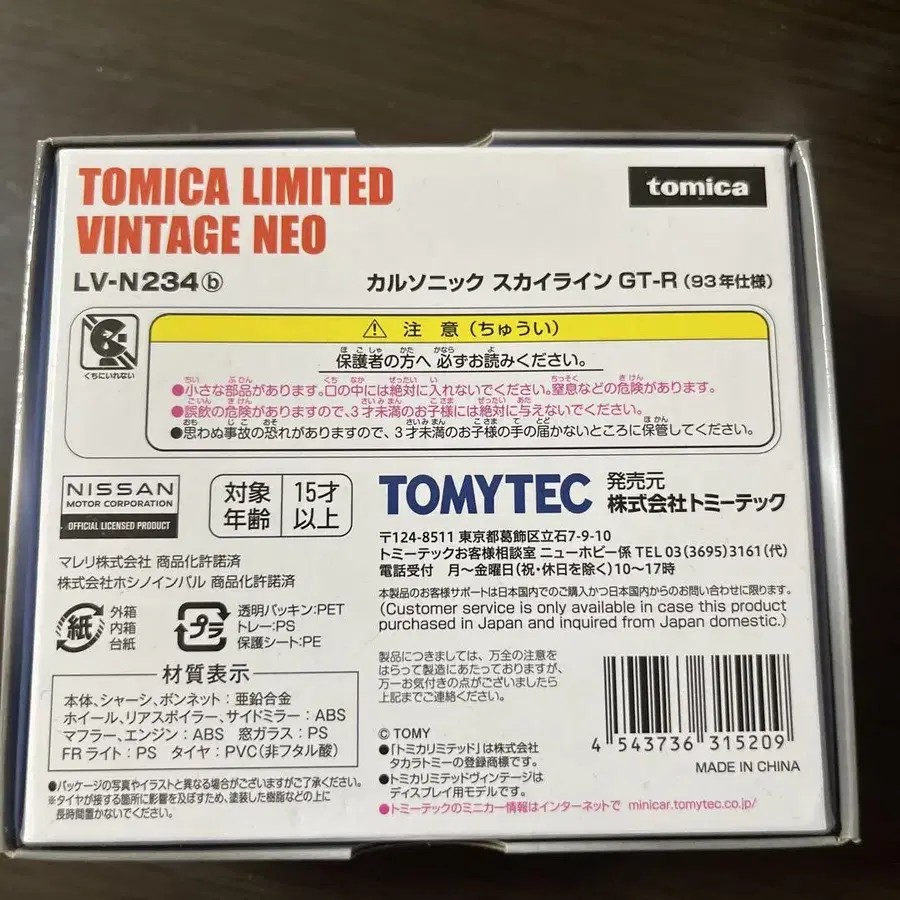 TOMICA LIMITED
VINTAGE NEO
tomica
LV-N234ⓑ
カルソニック スカイライン GT-R (93年仕様)
くちにいれない
⚠ 注 意 (ちゅうい)
保護者の方へ 必ずお読みください。
●小さな部品があります。口の中には絶対に入れないでください。窒息などの危険があります。
●誤飲の危険がありますので、3才未満のお子様には絶対に与えないでください。
●思わぬ事故の恐れがありますので、3才未満のお子様の手の届かないところに保管してください。
NISSAN
MOTOR CORPORATION
OFFICIAL LICENSED PRODUCT
対象
年齢
15才
以上
マレリ株式会社 商品化許諾済
株式会社ホシノインパル 商品化許諾済
紙
外箱
内箱
台紙
プラ
透明パッキン:PET
トレー:PS
保護シート:PE
材質表示
本体、シャーシ、ボンネット：亜鉛合金
ホイール、リアスポイラー、サイドミラー：ABS
マフラー、エンジン：ABS 窓ガラス：PS
FRライト：PS タイヤ：PVC(非フタル酸)
●パッケージの写真やイラストと異なる場合がございますがご了承ください。
※タイヤが接する箇所に影響を及ぼすため、塗装した樹脂などの上に
長時間置かないでください。
TOMYTEC
発売元
株式会社トミーテック
〒124-8511 東京都葛飾区立石7-9-10
トミーテックお客様相談室 ニューホビー係 TEL 03(3695)3161(代)
電話受付 月〜金曜日(祝・休日を除く)10〜17時
本製品のお客様サポートは日本国内でのご購入かつ日本国内からのお問い合わせに限ります。
(Customer service is only available in case this product
purchased in Japan and inquired from Japan domestic.)
製品につきましては、万全の注意を
はらって製造にあたっておりますが、
万一お気付きの点がございましたら
上記までご連絡ください。
© TOMY
●「トミカリミテッド」は株式会社
タカラトミーの登録商標です。
●トミカリミテッドヴィンテージは
ディスプレイ用モデルです。
●トミーテックのミニカー情報はインターネットで minicar.tomytec.co.jp/
4 543736 315209
MADE IN CHINA